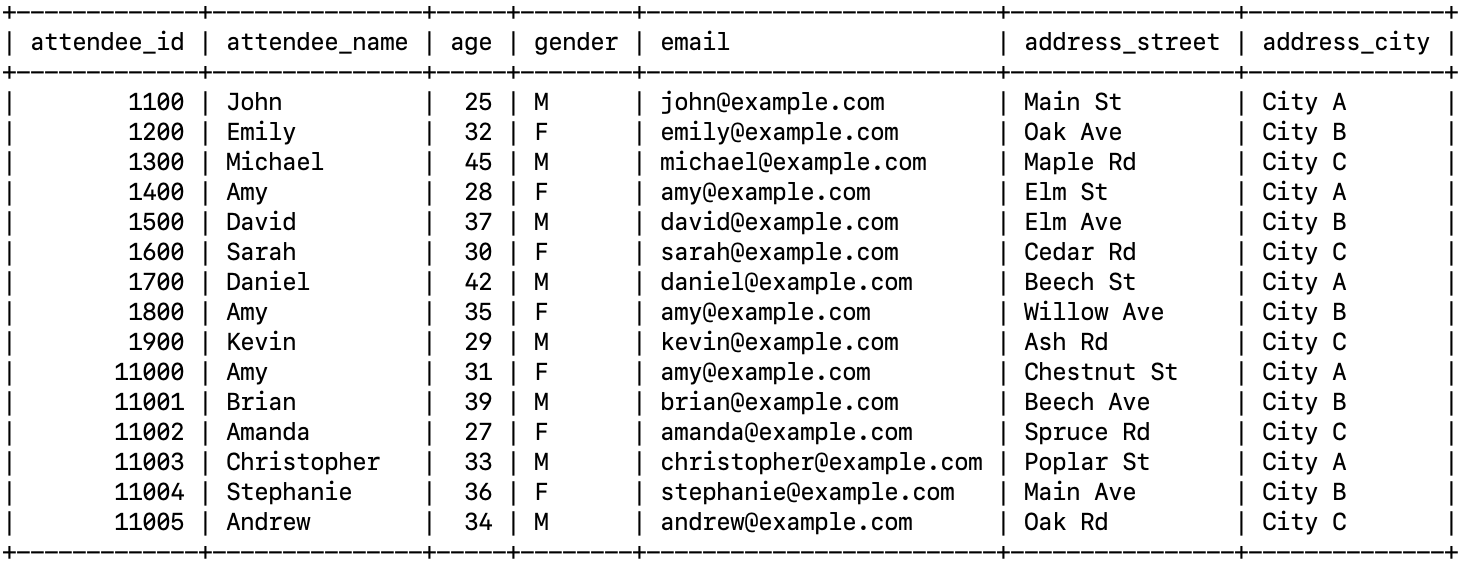 +-------------+---------------+-----+--------+-------------------------+----------------+--------------+
| attendee_id | attendee_name | age | gender | email                   | address_street | address_city |
+-------------+---------------+-----+--------+-------------------------+----------------+--------------+
|        1100 | John          |  25 | M      | john@example.com        | Main St        | City A       |
|        1200 | Emily         |  32 | F      | emily@example.com       | Oak Ave        | City B       |
|        1300 | Michael       |  45 | M      | michael@example.com     | Maple Rd       | City C       |
|        1400 | Amy           |  28 | F      | amy@example.com         | Elm St         | City A       |
|        1500 | David         |  37 | M      | david@example.com       | Elm Ave        | City B       |
|        1600 | Sarah         |  30 | F      | sarah@example.com       | Cedar Rd       | City C       |
|        1700 | Daniel        |  42 | M      | daniel@example.com      | Beech St       | City A       |
|        1800 | Amy           |  35 | F      | amy@example.com         | Willow Ave     | City B       |
|        1900 | Kevin         |  29 | M      | kevin@example.com       | Ash Rd         | City C       |
|       11000 | Amy           |  31 | F      | amy@example.com         | Chestnut St    | City A       |
|       11001 | Brian         |  39 | M      | brian@example.com       | Beech Ave      | City B       |
|       11002 | Amanda        |  27 | F      | amanda@example.com      | Spruce Rd      | City C       |
|       11003 | Christopher   |  33 | M      | christopher@example.com | Poplar St      | City A       |
|       11004 | Stephanie     |  36 | F      | stephanie@example.com   | Main Ave       | City B       |
|       11005 | Andrew        |  34 | M      | andrew@example.com      | Oak Rd         | City C       |
+-------------+---------------+-----+--------+-------------------------+----------------+--------------+